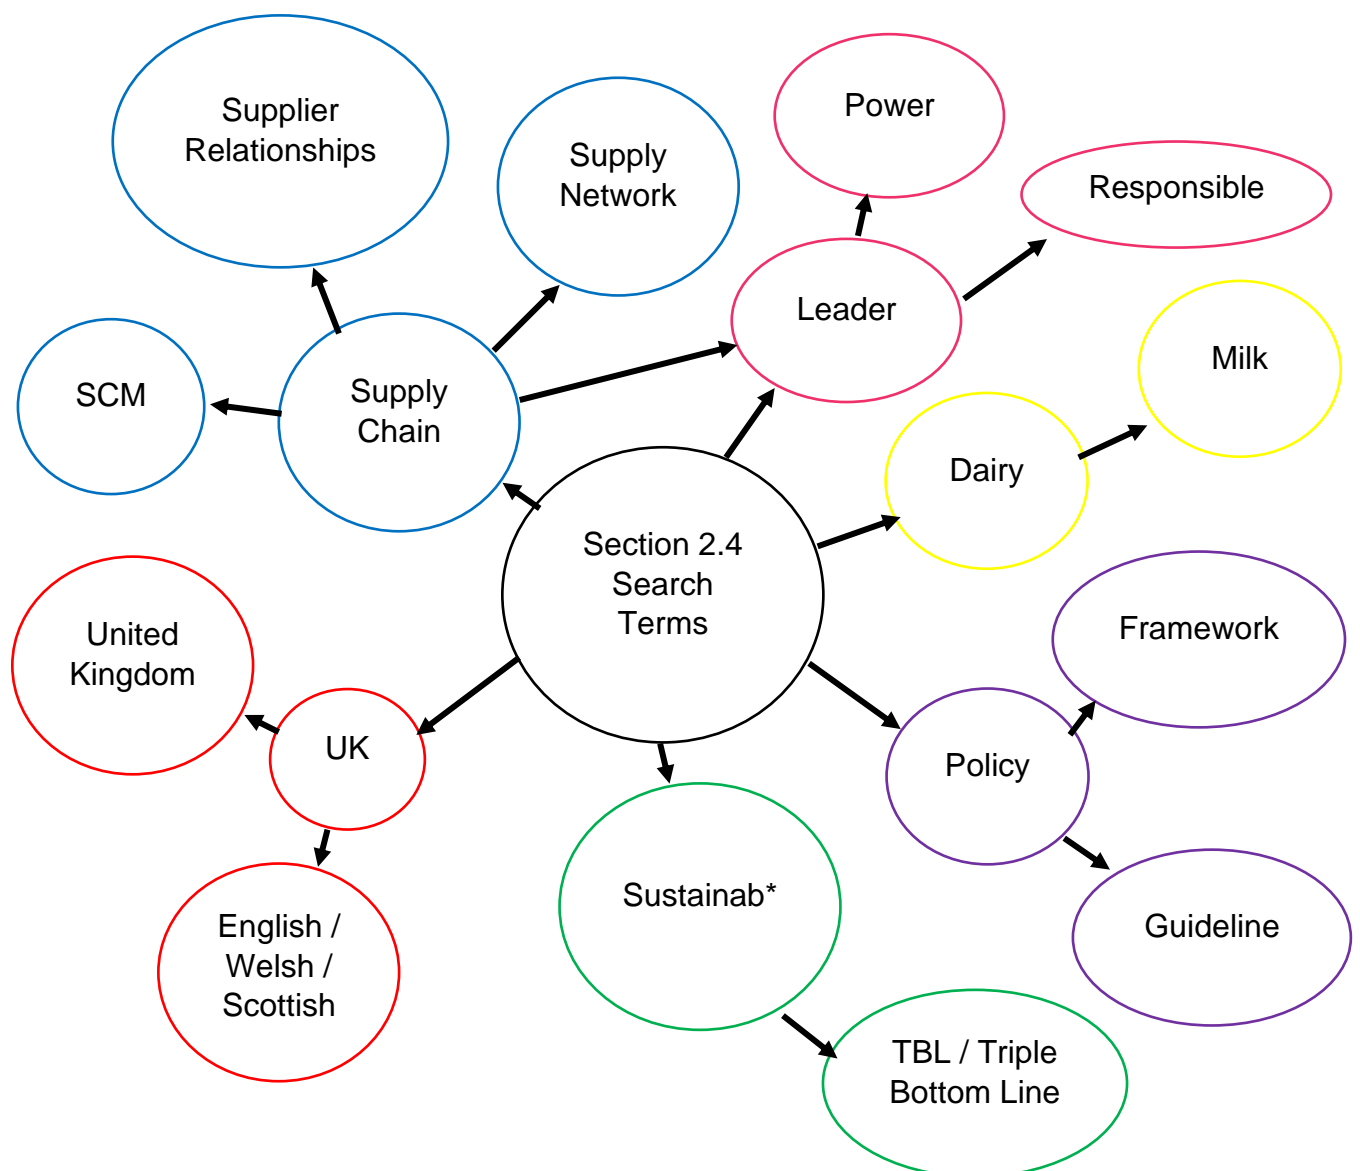 Supplier
Relationships
Supply
Network
Power
Responsible
Leader
Milk
SCM
Supply
Chain
Dairy
Section 2.4
Search
Terms
United
Kingdom
Framework
UK
Policy
Sustainab*
English /
Welsh /
Scottish
Guideline
TBL / Triple
Bottom Line